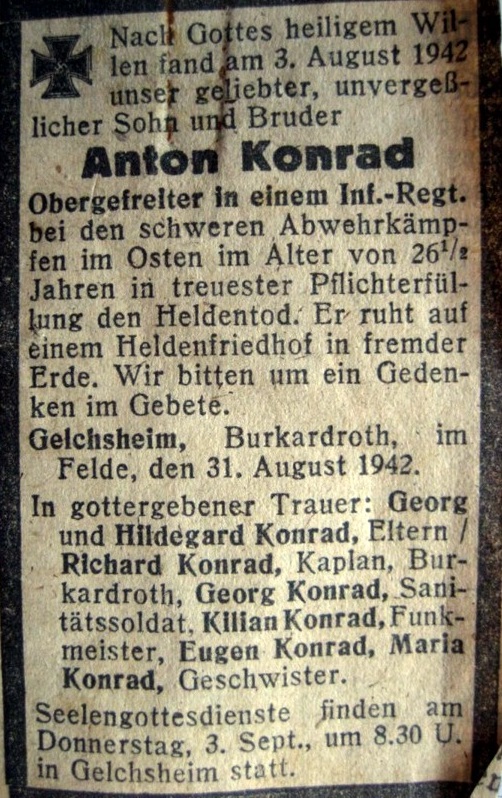 Nach Gottes heiligem Wil-
len fand am 3. August 1942
unser geliebter, unvergeß-
licher Sohn und Bruder
Anton Konrad
Obergefreiter in einem Inf.-Regt.
bei den schweren Abwehrkämp-
fen im Osten im Alter von 26½
Jahren in treuester Pflichterfül-
lung den Heldentod. Er ruht auf
einem Heldenfriedhof in fremder
Erde. Wir bitten um ein Geden-
ken im Gebete.
Gelchsheim, Burkardroth, im
Felde, den 31. August 1942.
In gottergebener Trauer: Georg
und Hildegard Konrad, Eltern /
Richard Konrad, Kaplan, Bur-
kardroth, Georg Konrad, Sani-
tätssoldat, Kilian Konrad, Funk-
meister, Eugen Konrad, Maria
Konrad, Geschwister.
Seelengottesdienste finden am
Donnerstag, 3. Sept., um 8.30 U.
in Gelchsheim statt.